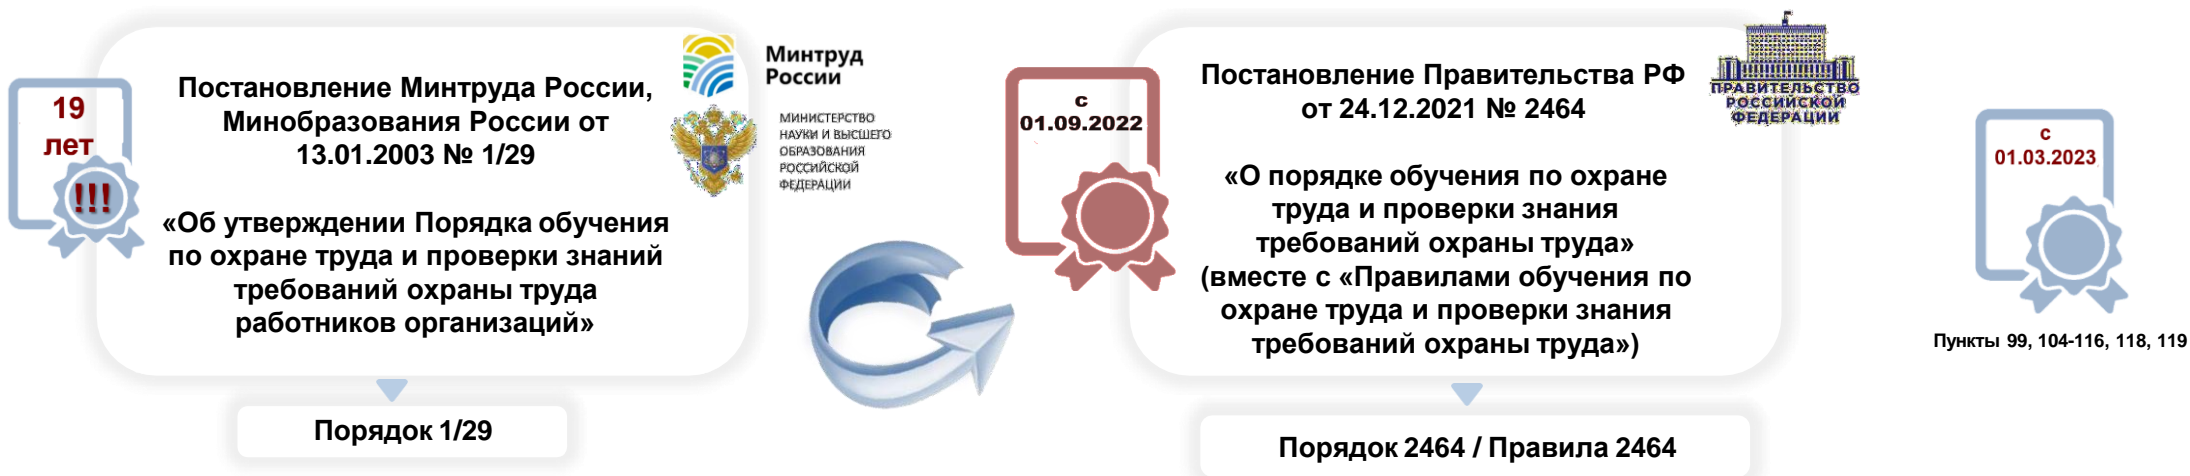 19
лет
!!!
Постановление Минтруда России,
Минобразования России от
13.01.2003 № 1/29
«Об утверждении Порядка обучения
по охране труда и проверки знаний
требований охраны труда
работников организаций»
Порядок 1/29
Минтруд
России
МИНИСТЕРСТВО
НАУКИ И ВЫСШЕГО
ОБРАЗОВАНИЯ
РОССИЙСКОЙ
ФЕДЕРАЦИИ
с
01.09.2022
Постановление Правительства РФ
от 24.12.2021 № 2464
«О порядке обучения по охране
труда и проверки знания
требований охраны труда»
(вместе с «Правилами обучения по
охране труда и проверки знания
требований охраны труда»)
Порядок 2464 / Правила 2464
ПРАВИТЕЛЬСТВО
РОССИЙСКОЙ
ФЕДЕРАЦИИ
с
01.03.2023
Пункты 99, 104-116, 118, 119